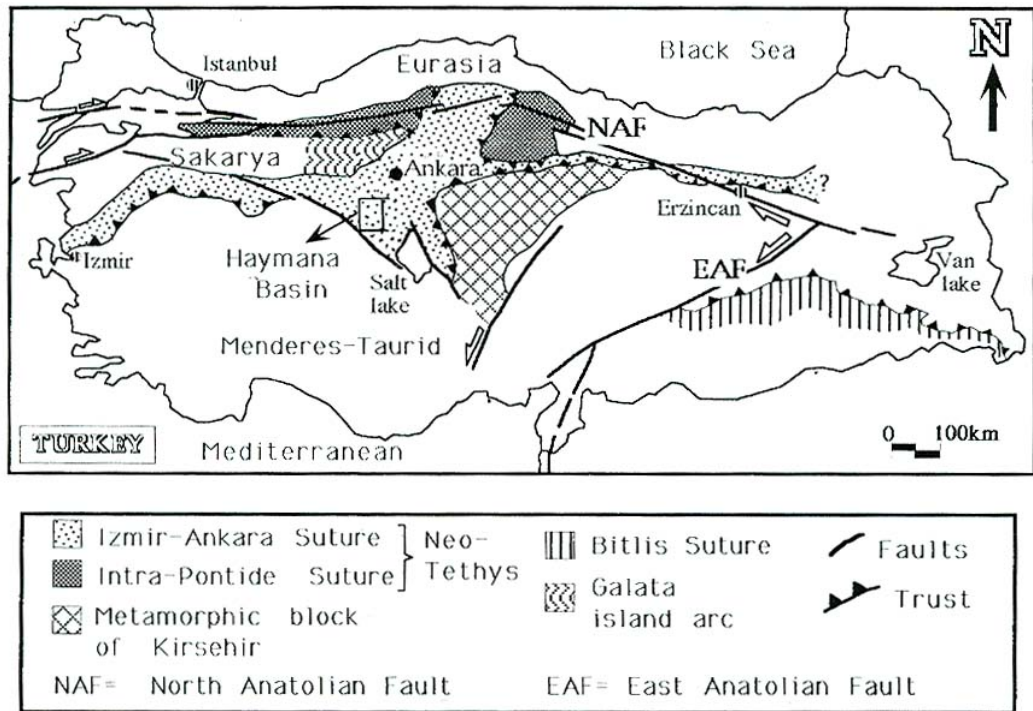 Black Sea
N
Istanbul
Eurasia
NAF
Sakarya
Ankara
?
Erzincan
Izmir
Haymana
Basin
Salt
lake
EAF
Van
lake
Menderes-Taurid
TURKEY
Mediterranean
0 100km
Izmir-Ankara Suture
Intra-Pontide Suture
Neo-
Tethys
Metamorphic block
of Kirsehir
Bitlis Suture
Galata
island arc
Faults
Trust
NAF= North Anatolian Fault
EAF= East Anatolian Fault